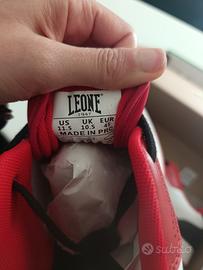 LEONE
1947
US UK EUR
11.5 10.5 45
MADE IN PRC
subito